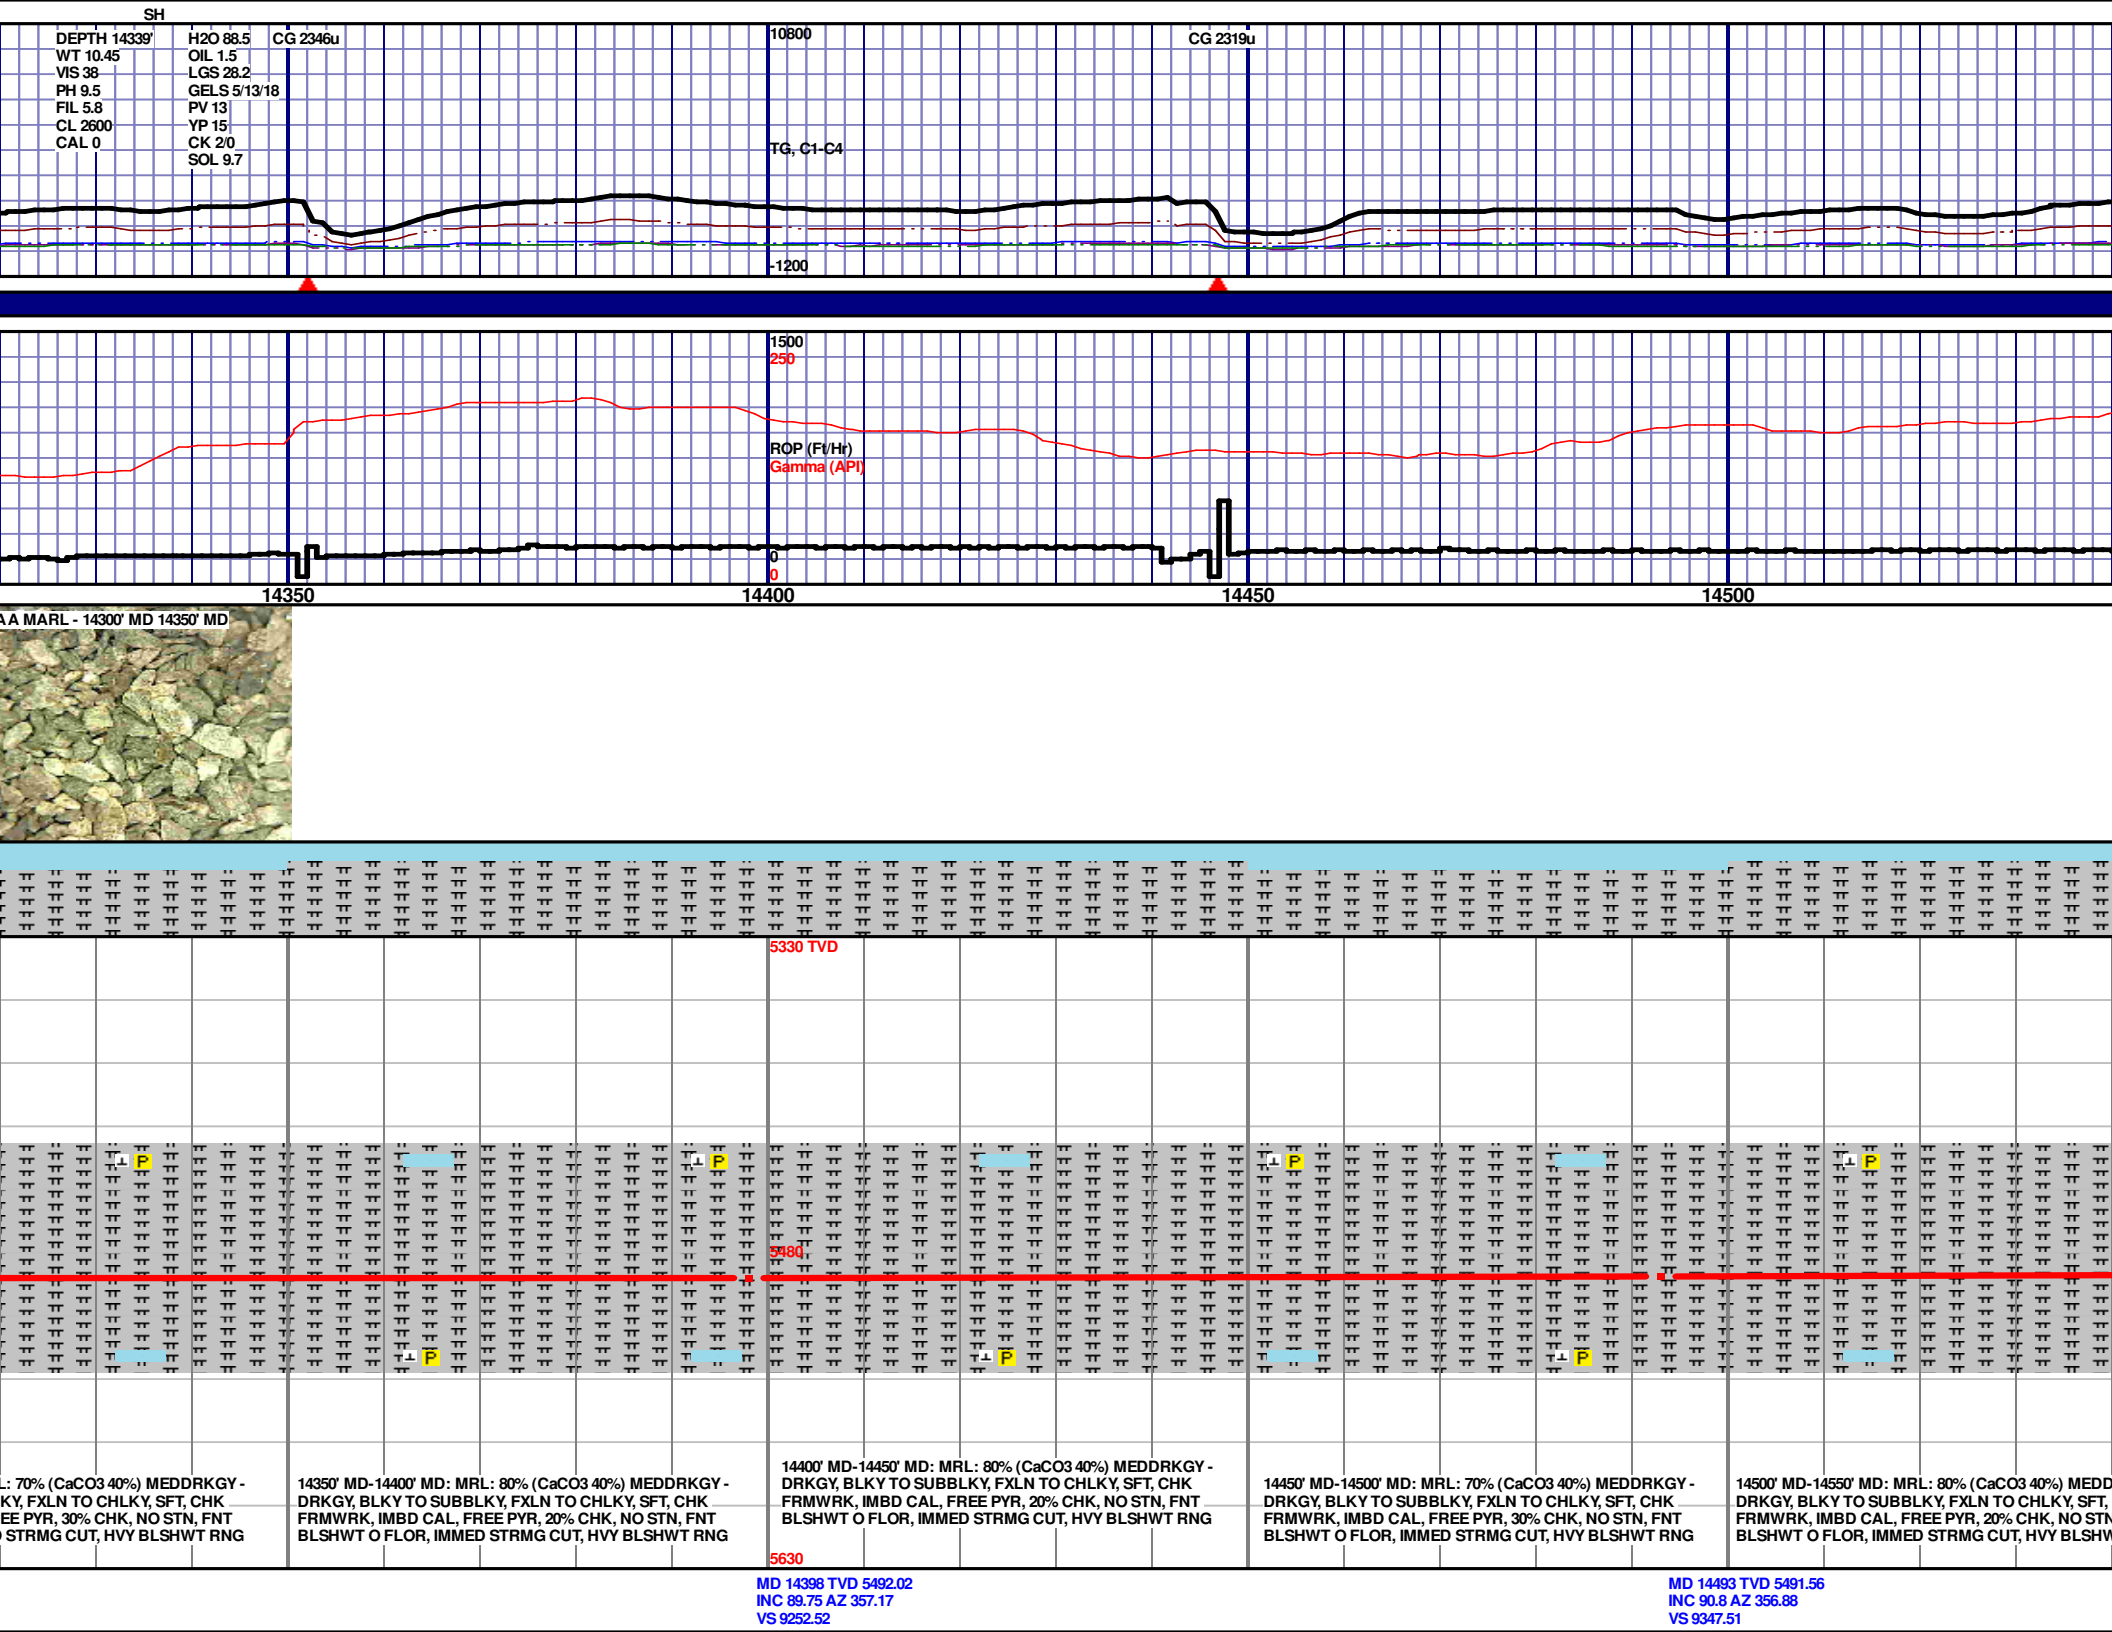 SH
DEPTH 14339'
WT 10.45
VIS 38
PH 9.5
FIL 5.8
CL 2600
CAL 0
H2O 88.5
OIL 1.5
LGS 28.2
GELS 5/13/18
PV 13
YP 15
CK 2/0
SOL 9.7
CG 2346u
10800
TG, C1-C4
-1200
CG 2319u
1500
250
ROP (Ft/Hr)
Gamma (API)
0
0
14350 14400 14450 14500
AA MARL - 14300' MD 14350' MD
5330 TVD
P P P P
5480
P P P
5630
L: 70% (CaCO3 40%) MEDDRKGY -
KY, FXLN TO CHLKY, SFT, CHK
EE PYR, 30% CHK, NO STN, FNT
STRMG CUT, HVY BLSHWT RNG
14350' MD-14400' MD: MRL: 80% (CaCO3 40%) MEDDRKGY -
DRKGY, BLKY TO SUBBLKY, FXLN TO CHLKY, SFT, CHK
FRMWRK, IMBD CAL, FREE PYR, 20% CHK, NO STN, FNT
BLSHWT O FLOR, IMMED STRMG CUT, HVY BLSHWT RNG
14400' MD-14450' MD: MRL: 80% (CaCO3 40%) MEDDRKGY -
DRKGY, BLKY TO SUBBLKY, FXLN TO CHLKY, SFT, CHK
FRMWRK, IMBD CAL, FREE PYR, 20% CHK, NO STN, FNT
BLSHWT O FLOR, IMMED STRMG CUT, HVY BLSHWT RNG
14450' MD-14500' MD: MRL: 70% (CaCO3 40%) MEDDRKGY -
DRKGY, BLKY TO SUBBLKY, FXLN TO CHLKY, SFT, CHK
FRMWRK, IMBD CAL, FREE PYR, 30% CHK, NO STN, FNT
BLSHWT O FLOR, IMMED STRMG CUT, HVY BLSHWT RNG
14500' MD-14550' MD: MRL: 80% (CaCO3 40%) MEDD
DRKGY, BLKY TO SUBBLKY, FXLN TO CHLKY, SFT,
FRMWRK, IMBD CAL, FREE PYR, 20% CHK, NO STN
BLSHWT O FLOR, IMMED STRMG CUT, HVY BLSHW
MD 14398 TVD 5492.02
INC 89.75 AZ 357.17
VS 9252.52
MD 14493 TVD 5491.56
INC 90.8 AZ 356.88
VS 9347.51